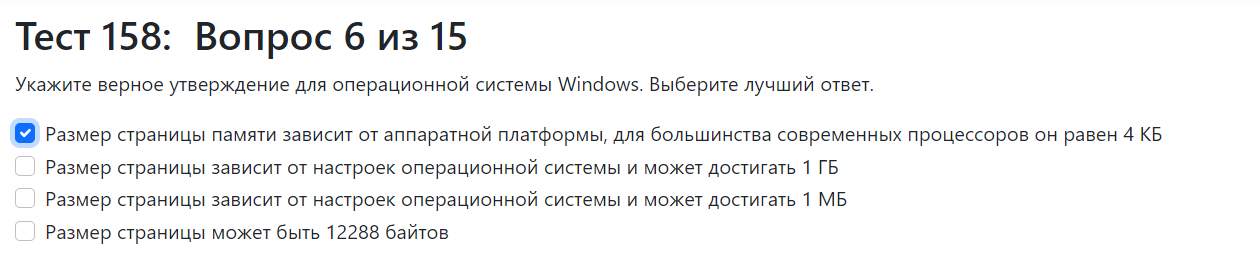 Тест 158: Вопрос 6 из 15
Укажите верное утверждение для операционной системы Windows. Выберите лучший ответ.
Размер страницы памяти зависит от аппаратной платформы, для большинства современных процессоров он равен 4 КБ
Размер страницы зависит от настроек операционной системы и может достигать 1 ГБ
Размер страницы зависит от настроек операционной системы и может достигать 1 МБ
Размер страницы может быть 12288 байтов